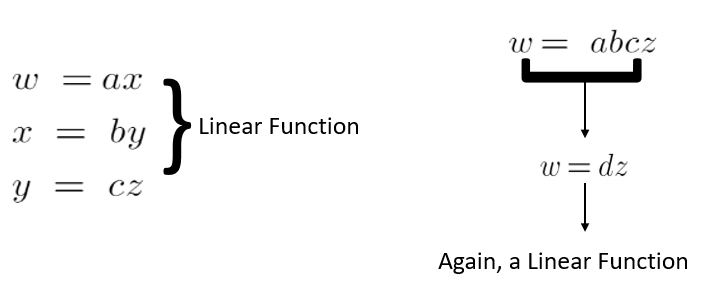 w = ax
x = by
y = cz
Linear Function
w = abcz
w = dz
Again, a Linear Function